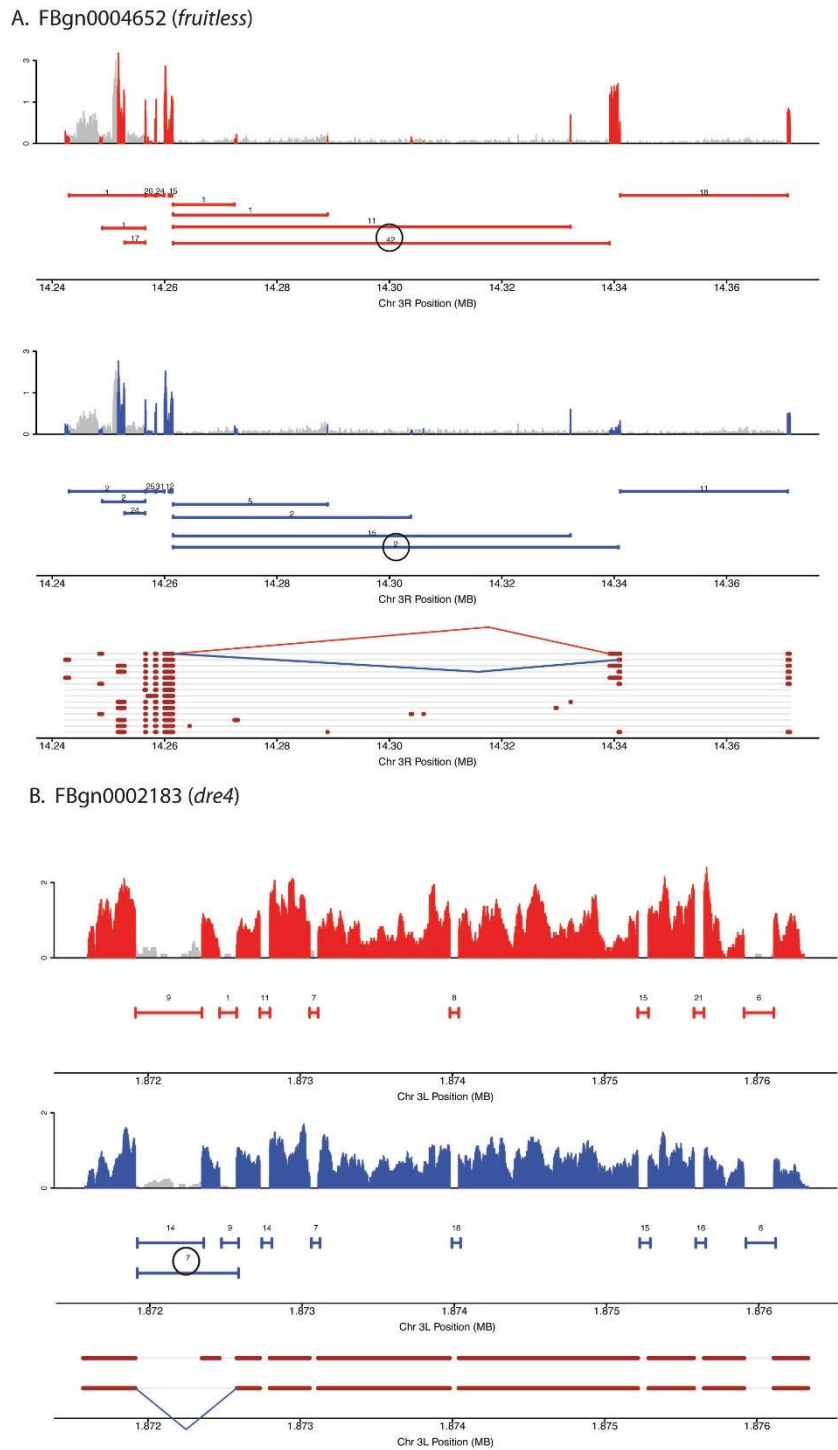 A. FBgn0004652 (fruitless)
3
1
0
1 26 24 15
1
1
1 11
17 42
18
14.24 14.26 14.28 14.30 14.32 14.34 14.36
Chr 3R Position (MB)
3
1
0
2 25 31 12 11
2 5
24 2
15
2
14.24 14.26 14.28 14.30 14.32 14.34 14.36
Chr 3R Position (MB)
14.24 14.26 14.28 14.30 14.32 14.34 14.36
Chr 3R Position (MB)
B. FBgn0002183 (dre4)
2
0
9 1 11 7 8 15 21 6
1.872 1.873 1.874 1.875 1.876
Chr 3L Position (MB)
2
0
14 9 14 7 18 15 16 6
7
1.872 1.873 1.874 1.875 1.876
Chr 3L Position (MB)
1.872 1.873 1.874 1.875 1.876
Chr 3L Position (MB)